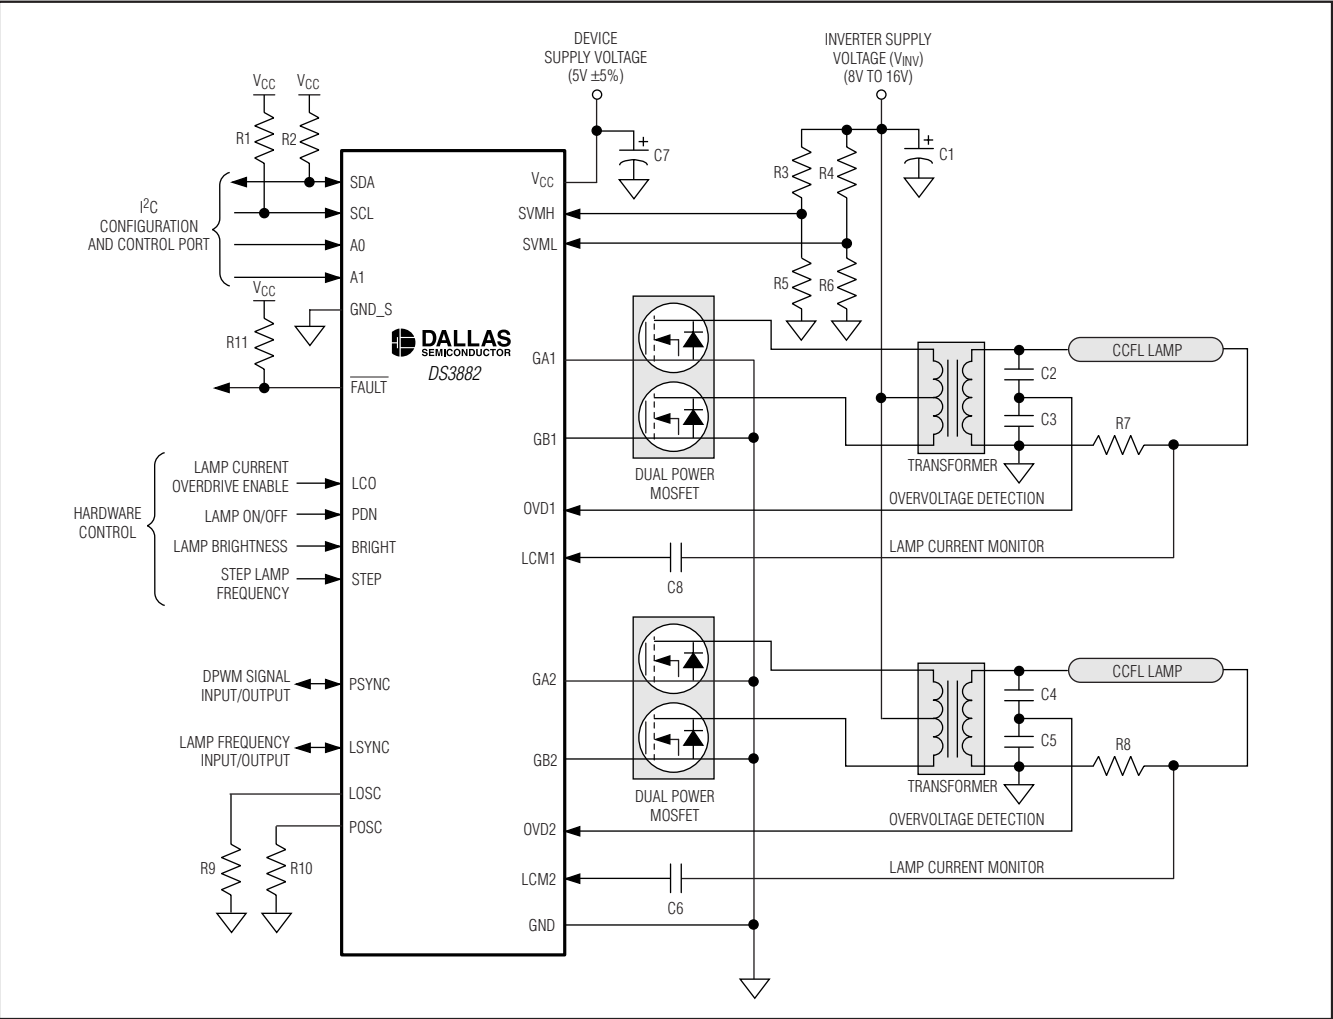 DEVICE
SUPPLY VOLTAGE
(5V ±5%)
INVERTER SUPPLY
VOLTAGE (VINV)
(8V TO 16V)
VCC
VCC
R1
R2
C7
C1
R3
R4
R5
R6
I2C
CONFIGURATION
AND CONTROL PORT
SDA
SCL
A0
A1
GND_S
VCC
R11
FAULT
VCC
SVMH
SVML
DALLAS
SEMICONDUCTOR
DS3882
GA1
GB1
DUAL POWER
MOSFET
TRANSFORMER
CCFL LAMP
C2
C3
R7
OVERVOLTAGE DETECTION
OVD1
LCM1
C8
LAMP CURRENT MONITOR
HARDWARE
CONTROL
LAMP CURRENT
OVERDRIVE ENABLE
LCO
LAMP ON/OFF
PDN
LAMP BRIGHTNESS
BRIGHT
STEP LAMP
FREQUENCY
STEP
DPWM SIGNAL
INPUT/OUTPUT
PSYNC
LAMP FREQUENCY
INPUT/OUTPUT
LSYNC
LOSC
POSC
R9
R10
GA2
GB2
DUAL POWER
MOSFET
TRANSFORMER
CCFL LAMP
C4
C5
R8
OVERVOLTAGE DETECTION
OVD2
LCM2
C6
LAMP CURRENT MONITOR
GND